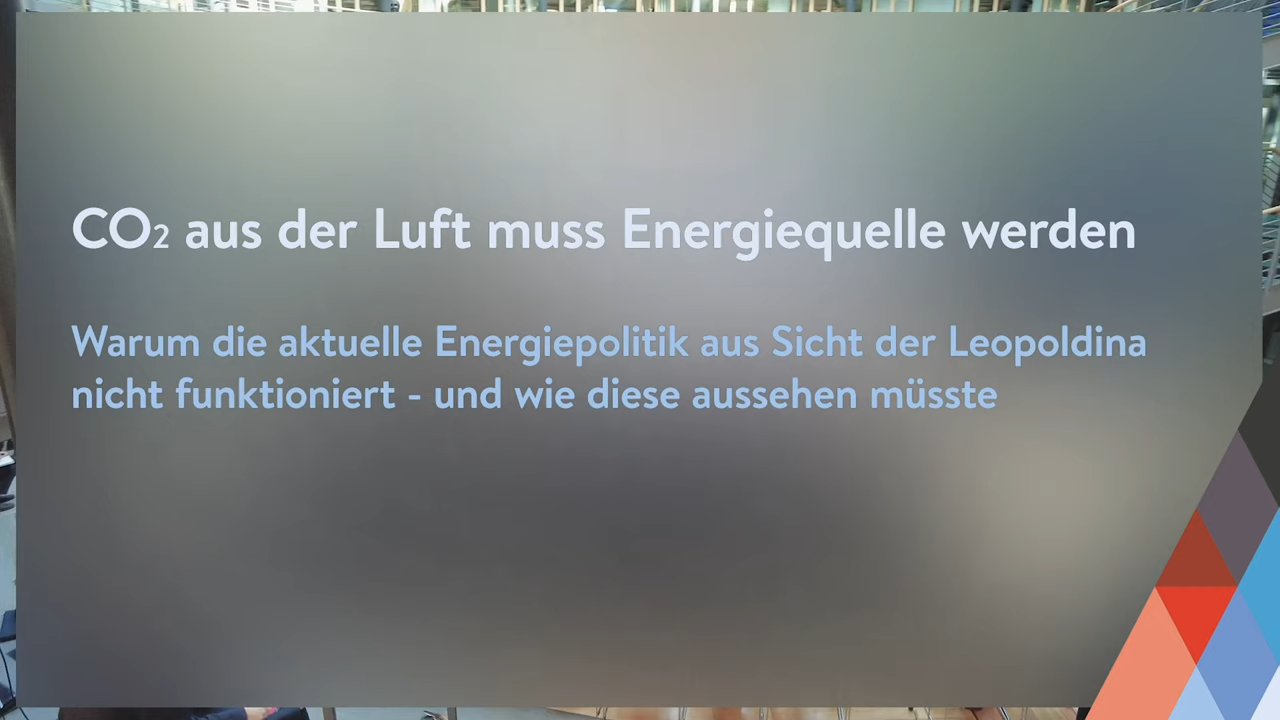 CO₂ aus der Luft muss Energiequelle werden
Warum die aktuelle Energiepolitik aus Sicht der Leopoldina
nicht funktioniert - und wie diese aussehen müsste